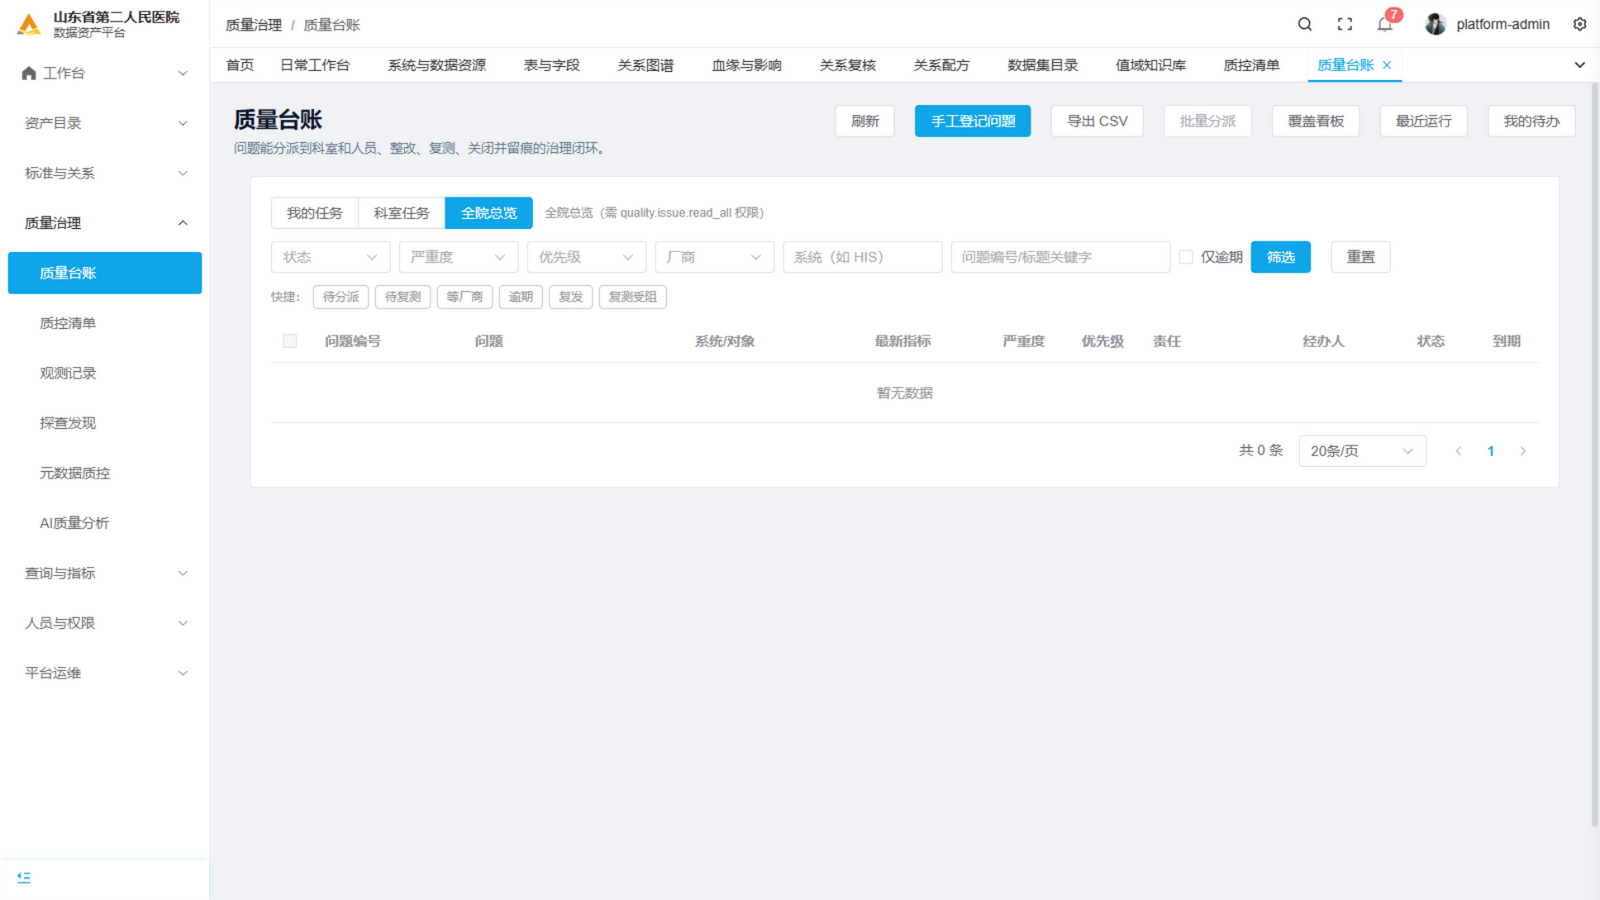 山东省第二人民医院
数据资产平台
质量治理 / 质量台账
7
platform-admin
首页 日常工作台 系统与数据资源 表与字段 关系图谱 血缘与影响 关系复核 关系配方 数据集目录 值域知识库 质控清单 质量台账
工作台
资产目录
标准与关系
质量治理
质量台账
质控清单
观测记录
探查发现
元数据质控
AI质量分析
查询与指标
人员与权限
平台运维
质量台账
问题能分派到科室和人员、整改、复测、关闭并留痕的治理闭环。
刷新 手工登记问题 导出 CSV 批量分派 覆盖看板 最近运行 我的待办
我的任务 科室任务 全院总览 全院总览（需 quality.issue.read_all 权限）
状态 严重度 优先级 厂商 系统（如 HIS） 问题编号/标题关键字 仅逾期 筛选 重置
快捷： 待分派 待复测 等厂商 逾期 复发 复测受阻
问题编号 问题 系统/对象 最新指标 严重度 优先级 责任 经办人 状态 到期
暂无数据
共 0 条 20条/页 1